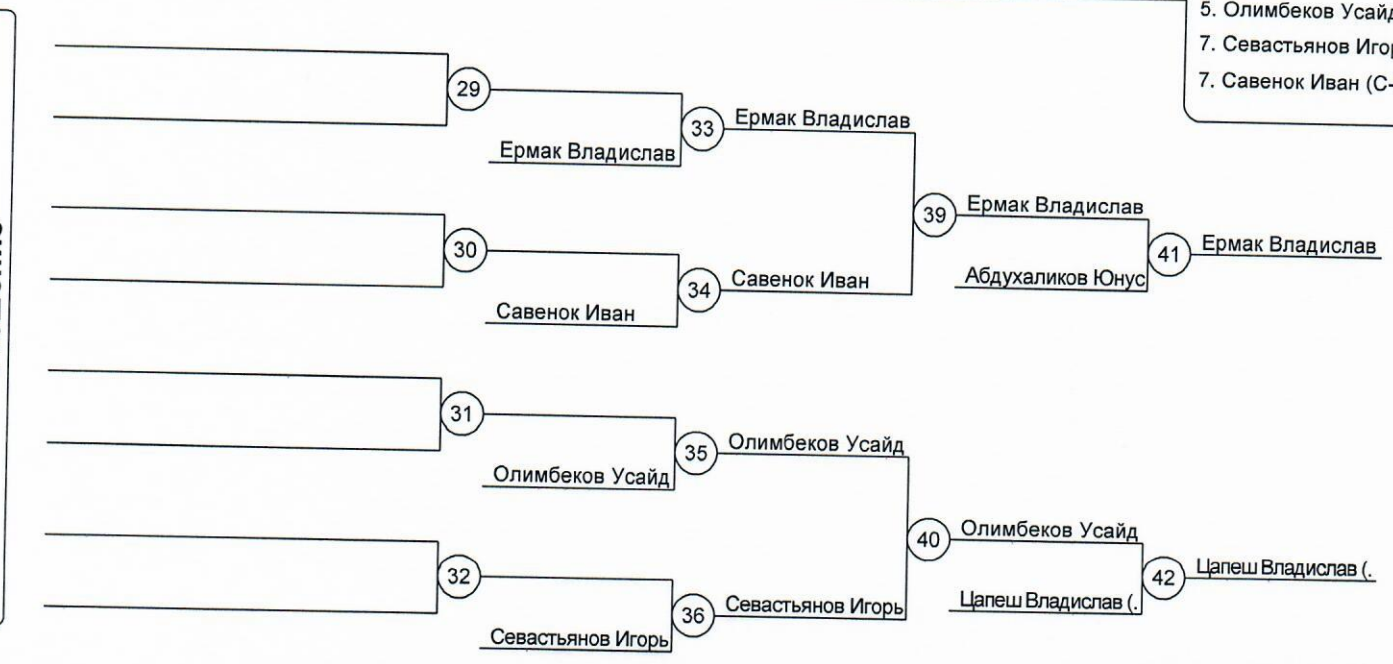 5. Олимбеков Усайд
7. Севастьянов Игорь
7. Савенок Иван (С-
29
33
Ермак Владислав
Ермак Владислав
39
Ермак Владислав
41
Ермак Владислав
30
Абдухаликов Юнус
34
Савенок Иван
Савенок Иван
31
35
Олимбеков Усайд
Олимбеков Усайд
40
Олимбеков Усайд
42
Цапеш Владислав (.
32
Цапеш Владислав (.
36
Севастьянов Игорь
Севастьянов Игорь